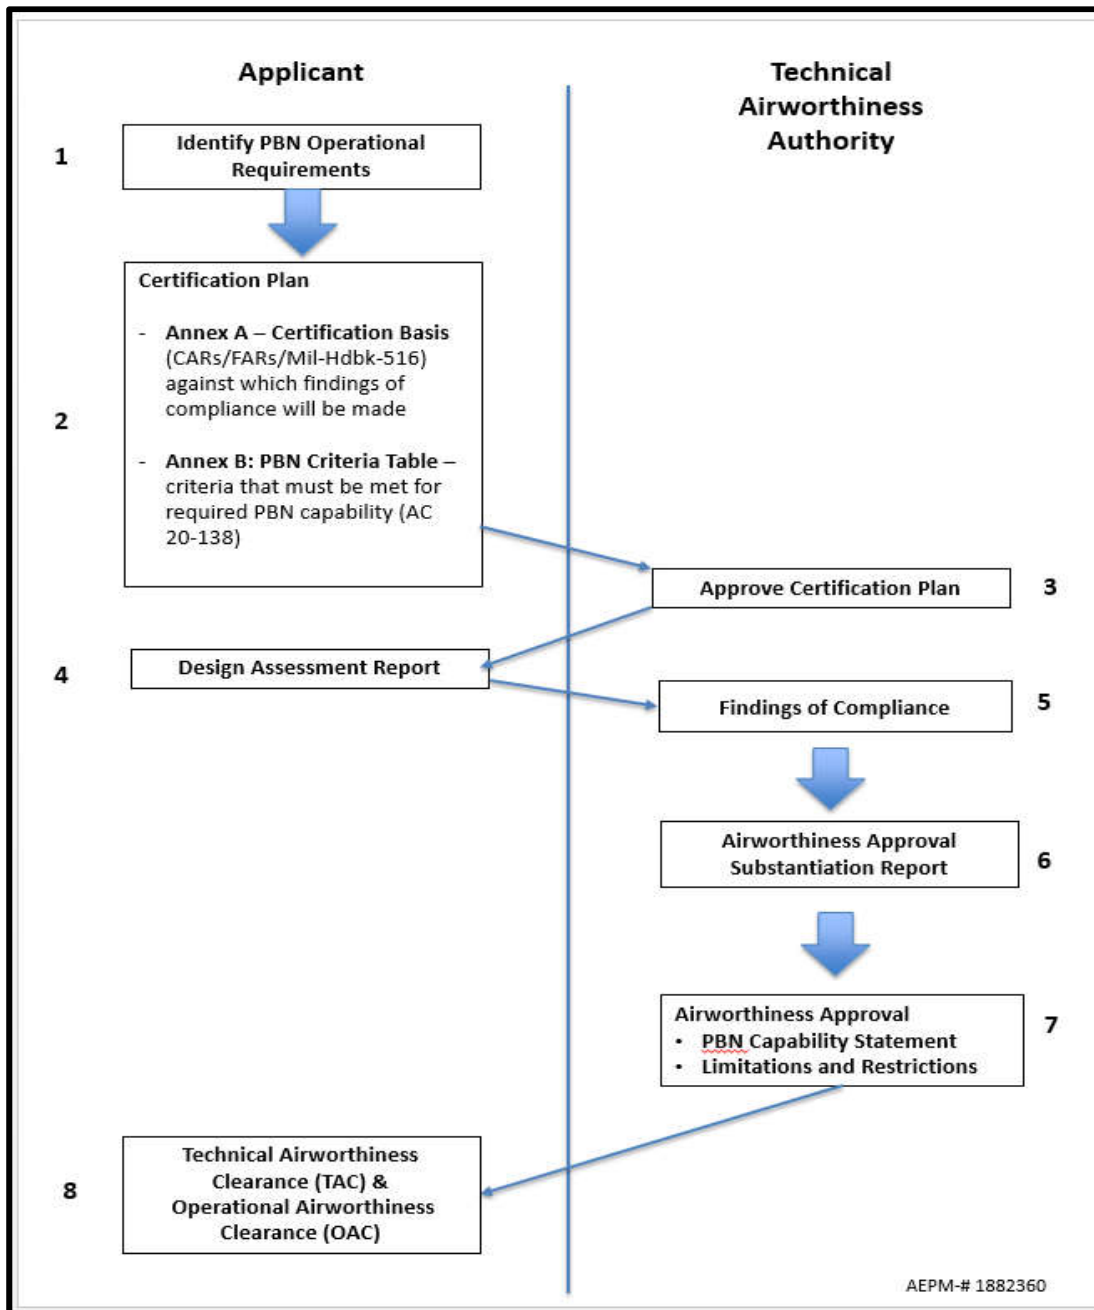 Applicant
Technical
Airworthiness
Authority
1
Identify PBN Operational
Requirements
2
Certification Plan
- Annex A – Certification Basis
(CARs/FARs/Mil-Hdbk-516)
against which findings of
compliance will be made
- Annex B: PBN Criteria Table –
criteria that must be met for
required PBN capability (AC
20-138)
Approve Certification Plan
3
4
Design Assessment Report
Findings of Compliance
5
Airworthiness Approval
Substantiation Report
6
Airworthiness Approval
• PBN Capability Statement
• Limitations and Restrictions
7
8
Technical Airworthiness
Clearance (TAC) &
Operational Airworthiness
Clearance (OAC)
AEPM-# 1882360